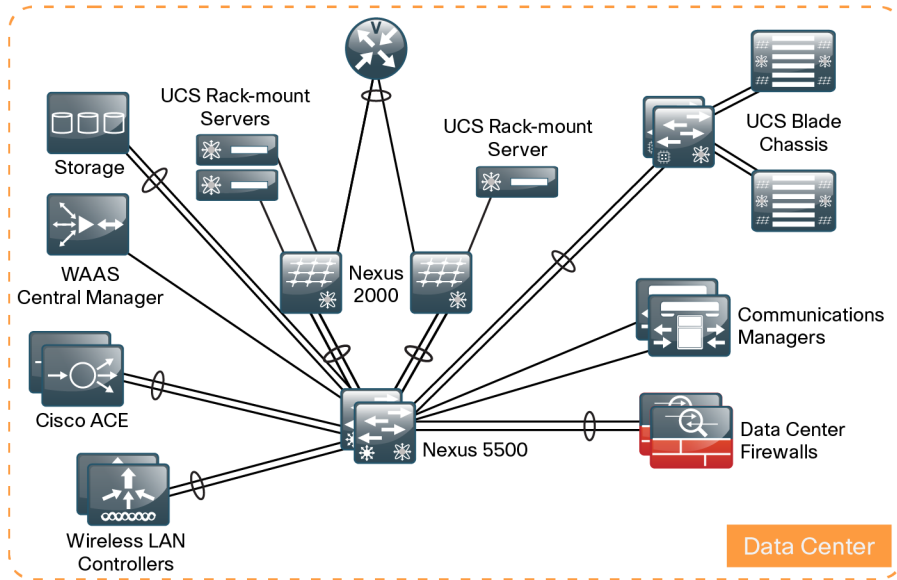 V
UCS Rack-mount
Servers
UCS Rack-mount
Server
UCS Blade
Chassis
Storage
WAAS
Central Manager
Nexus
2000
Communications
Managers
Cisco ACE
Nexus 5500
Data Center
Firewalls
Wireless LAN
Controllers
Data Center